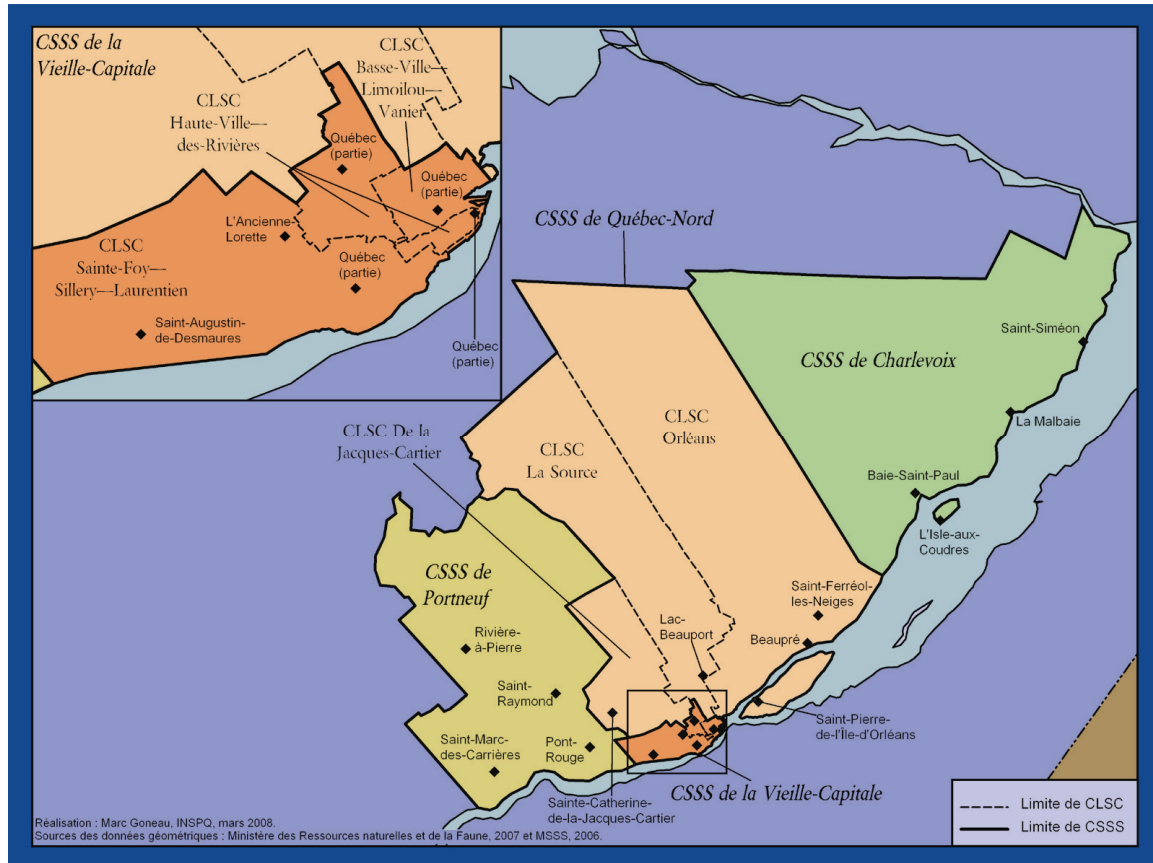 CSSS de la
Vieille-Capitale
CLSC
Basse-Ville—
Limoilou—
Vanier
CLSC
Haute-Ville—
des-Rivières
Québec
(partie)
Québec
(partie)
L'Ancienne-
Lorette
CLSC
Sainte-Foy—
Sillery—Laurentien
Québec
(partie)
Saint-Augustin-
de-Desmaures
Québec
(partie)
CSSS de Québec-Nord
CSSS de Charlevoix
Saint-Siméon
La Malbaie
Baie-Saint-Paul
L'Isle-aux-
Coudres
CLSC De la
Jacques-Cartier
CLSC
La Source
CLSC
Orléans
CSSS de
Portneuf
Saint-Ferréol-
les-Neiges
Lac-
Beauport
Beaupré
Rivière-
à-Pierre
Saint-
Raymond
Saint-Marc-
des-Carrières
Pont-
Rouge
Saint-Pierre-
de-l'Île-d'Orléans
CSSS de la Vieille-Capitale
Sainte-Catherine-
de-la-Jacques-Cartier
Limite de CLSC
Limite de CSSS
Réalisation : Marc Goneau, INSPQ, mars 2008.
Sources des données géométriques : Ministère des Ressources naturelles et de la Faune, 2007 et MSSS, 2006.